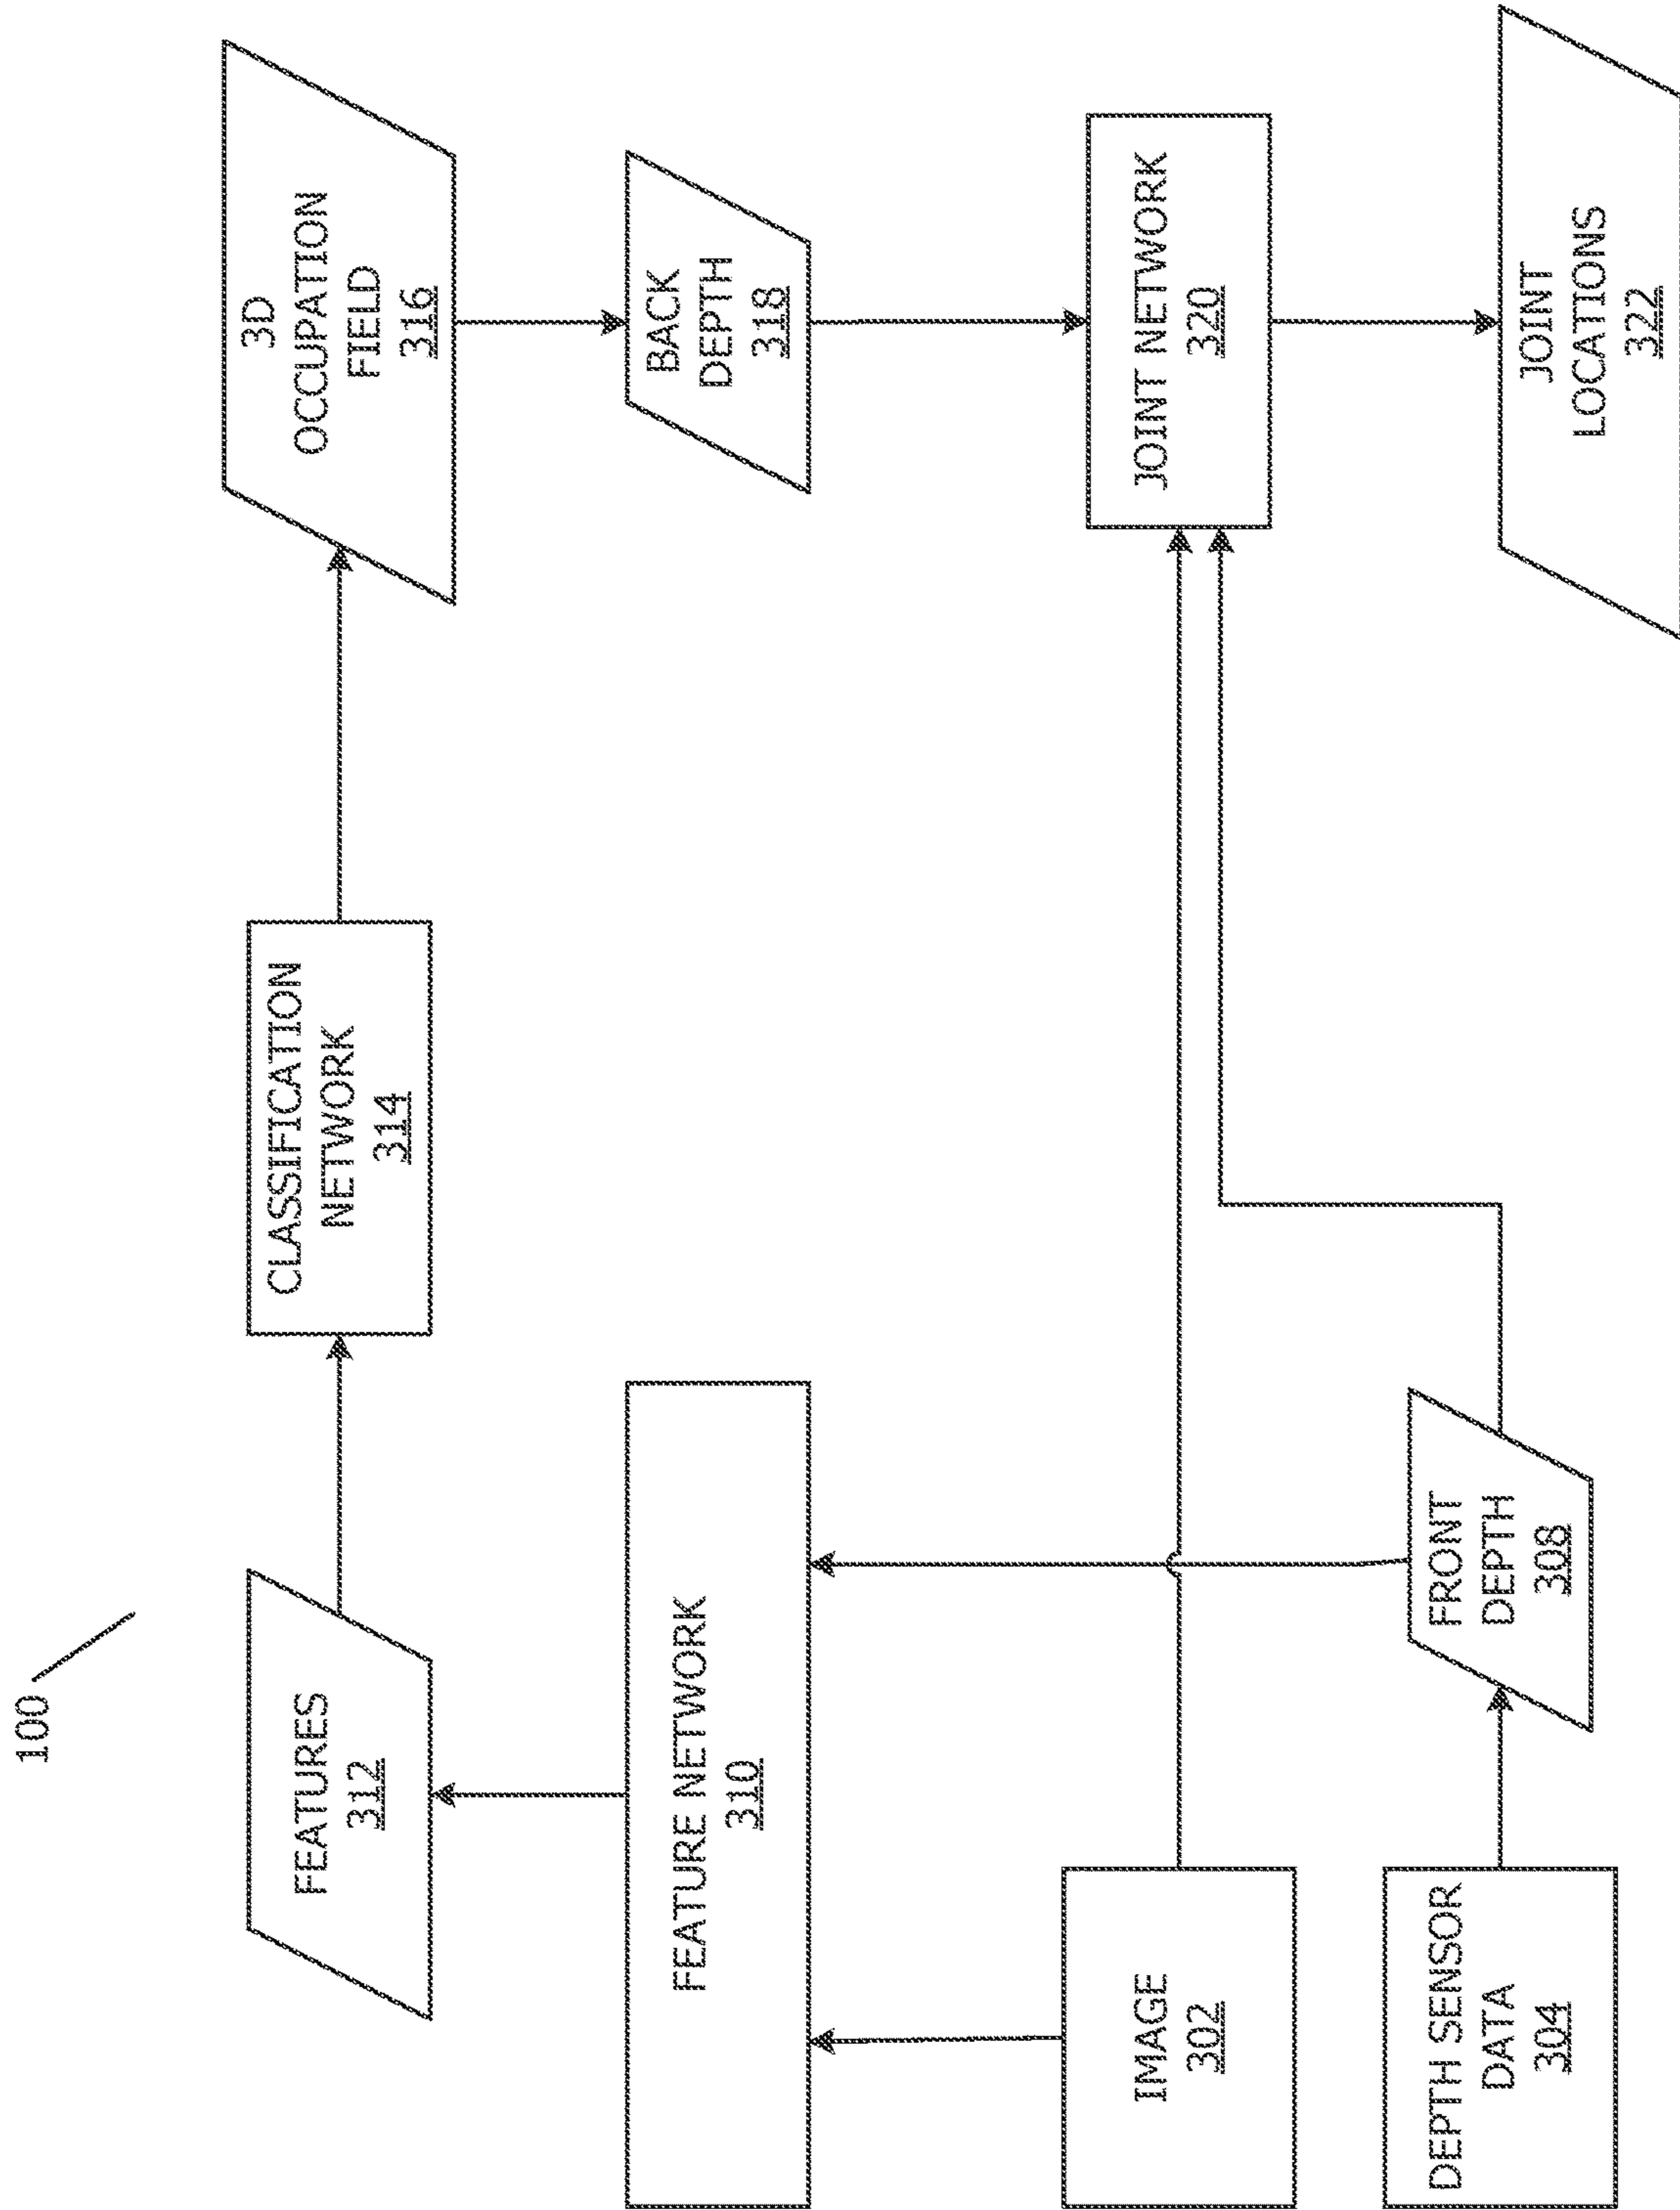 100
FEATURES
312
CLASSIFICATION
NETWORK
314
3D
OCCUPATION
FIELD
316
FEATURE NETWORK
310
BACK
DEPTH
318
IMAGE
302
JOINT NETWORK
320
DEPTH SENSOR
DATA
304
FRONT
DEPTH
308
JOINT
LOCATIONS
322